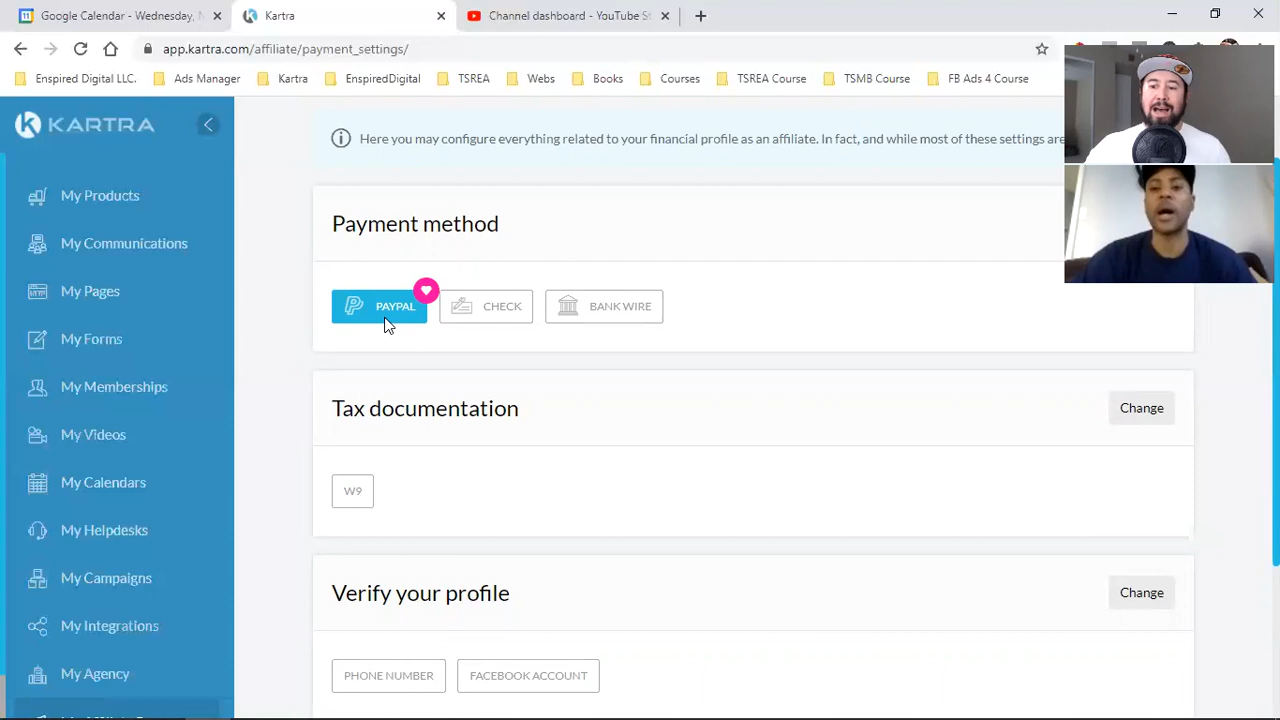 Google Calendar - Wednesday, N
Kartra
Channel dashboard - YouTube St
app.kartra.com/affiliate/payment_settings/
Enspired Digital LLC.
Ads Manager
Kartra
EnspiredDigital
TSREA
Webs
Books
Courses
TSREA Course
TSMB Course
FB Ads 4 Course
KARTRA
My Products
My Communications
My Pages
My Forms
My Memberships
My Videos
My Calendars
My Helpdesks
My Campaigns
My Integrations
My Agency
Here you may configure everything related to your financial profile as an affiliate. In fact, and while most of these settings are
Payment method
PAYPAL
CHECK
BANK WIRE
Tax documentation
Change
W9
Verify your profile
Change
PHONE NUMBER
FACEBOOK ACCOUNT